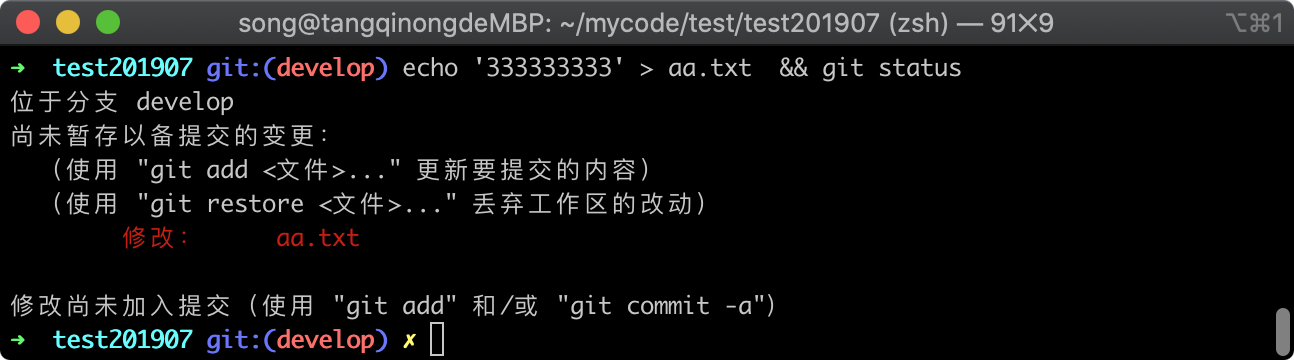 song@tangqinongdeMBP: ~/mycode/test/test201907 (zsh) — 91×9 ⌥⌘1
➜  test201907 git:(develop) echo '333333333' > aa.txt  && git status
位于分支 develop
尚未暂存以备提交的变更：
  （使用 "git add <文件>..." 更新要提交的内容）
  （使用 "git restore <文件>..." 丢弃工作区的改动）
        修改：     aa.txt
修改尚未加入提交（使用 "git add" 和/或 "git commit -a"）
➜  test201907 git:(develop) ✗